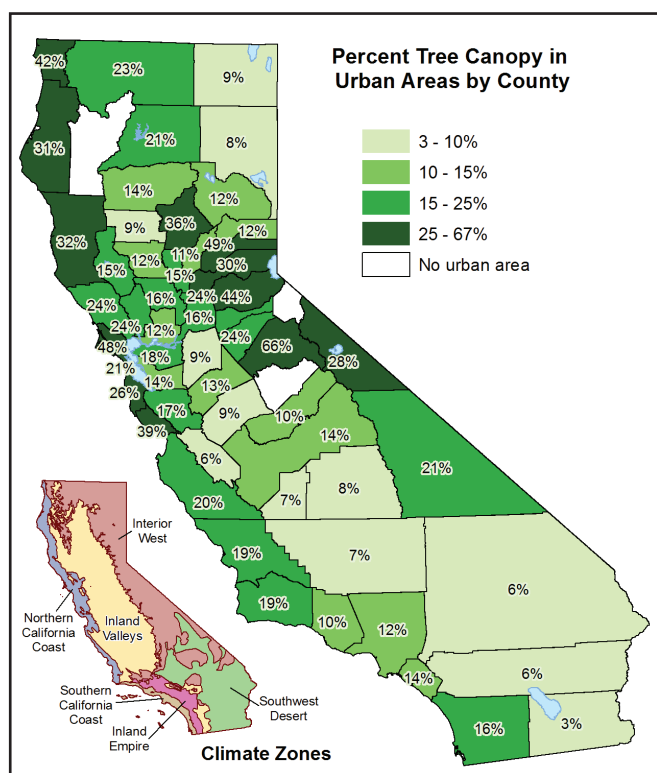 Percent Tree Canopy in
Urban Areas by County
3 - 10%
10 - 15%
15 - 25%
25 - 67%
No urban area
42%
23%
9%
31%
21%
8%
14%
12%
9%
36%
12%
32%
49%
12%
11%
30%
15%
15%
24%
16%
24%
44%
24%
12%
16%
24%
66%
48%
18%
9%
28%
21%
14%
13%
26%
17%
9%
10%
39%
14%
6%
21%
20%
7%
8%
19%
7%
6%
19%
10%
12%
6%
14%
16%
3%
Interior
West
Northern
California
Coast
Inland
Valleys
Southern
California
Coast
Southwest
Desert
Inland
Empire
Climate Zones